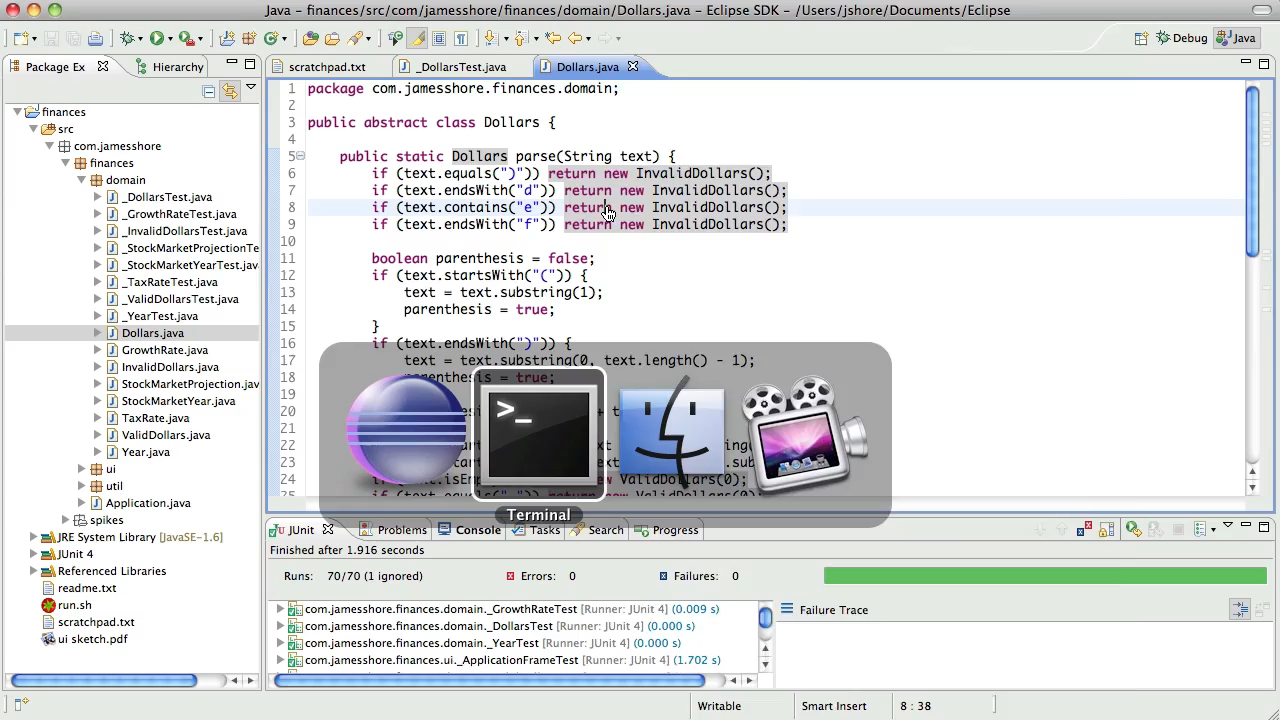 Java - finances/src/com/jamesshore/finances/domain/Dollars.java - Eclipse SDK - /Users/jshore/Documents/Eclipse
Debug
Java
Package Ex
Hierarchy
scratchpad.txt
_DollarsTest.java
Dollars.java
finances
src
com.jamesshore
finances
domain
_DollarsTest.java
_GrowthRateTest.java
_InvalidDollarsTest.java
_StockMarketProjectionTe
_StockMarketYearTest.java
_TaxRateTest.java
_ValidDollarsTest.java
_YearTest.java
Dollars.java
GrowthRate.java
InvalidDollars.java
StockMarketProjection.jav
StockMarketYear.java
TaxRate.java
ValidDollars.java
Year.java
ui
util
Application.java
spikes
JRE System Library [JavaSE-1.6]
JUnit 4
Referenced Libraries
readme.txt
run.sh
scratchpad.txt
ui sketch.pdf
1 package com.jamesshore.finances.domain;
2
3 public abstract class Dollars {
4
5 public static Dollars parse(String text) {
6 if (text.equals(")")) return new InvalidDollars();
7 if (text.endsWith("d")) return new InvalidDollars();
8 if (text.contains("e")) return new InvalidDollars();
9 if (text.endsWith("f")) return new InvalidDollars();
10
11 boolean parenthesis = false;
12 if (text.startsWith("(")) {
13 text = text.substring(1);
14 parenthesis = true;
15 }
16 if (text.endsWith(")")) {
17 text = text.substring(0, text.length() - 1);
18 parenthesis = true;
20
21
22
23
24
Terminal
JUnit
Problems
Console
Tasks
Search
Progress
Finished after 1.916 seconds
Runs: 70/70 (1 ignored)
Errors: 0
Failures: 0
com.jamesshore.finances.domain._GrowthRateTest [Runner: JUnit 4] (0.009 s)
com.jamesshore.finances.domain._DollarsTest [Runner: JUnit 4] (0.000 s)
com.jamesshore.finances.domain._YearTest [Runner: JUnit 4] (0.000 s)
com.jamesshore.finances.ui._ApplicationFrameTest [Runner: JUnit 4] (1.702 s)
Failure Trace
Writable
Smart Insert
8 : 38